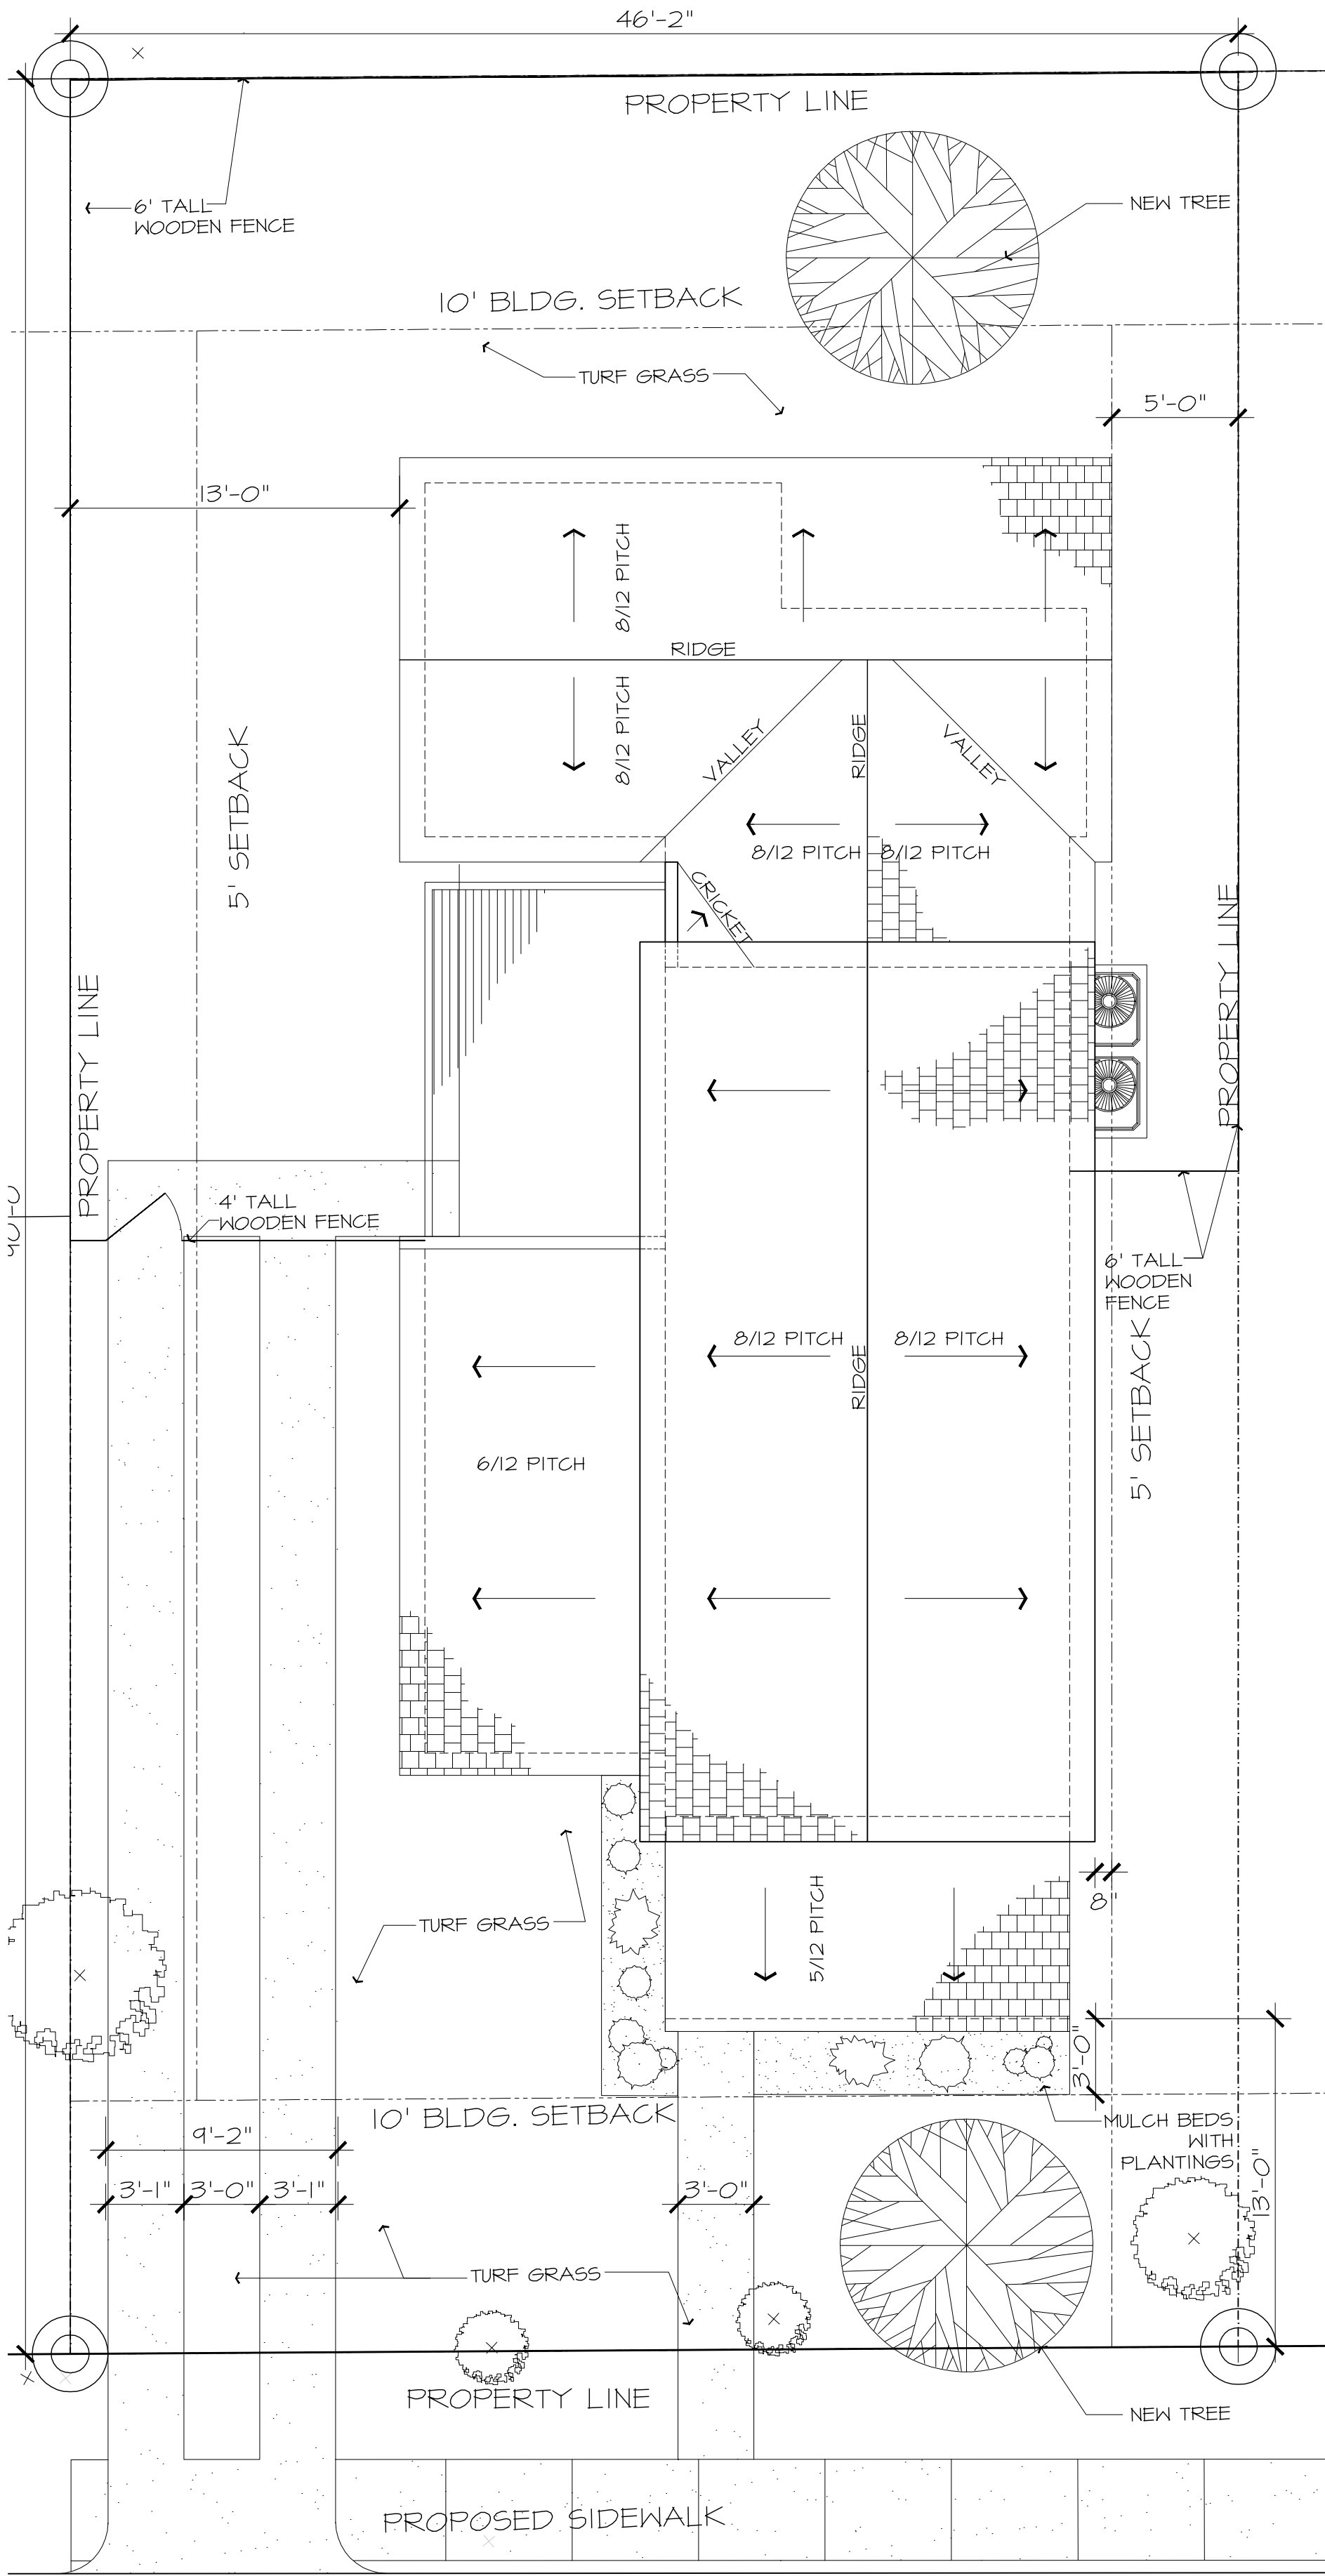 46'-2"
PROPERTY LINE
6' TALL
WOODEN FENCE
NEW TREE
10' BLDG. SETBACK
TURF GRASS
5'-0"
13'-0"
8/12 PITCH
RIDGE
8/12 PITCH
VALLEY
RIDGE
VALLEY
5' SETBACK
8/12 PITCH
8/12 PITCH
CRICKET
PROPERTY LINE
PROPERTY LINE
4' TALL
WOODEN FENCE
6' TALL
WOODEN
FENCE
8/12 PITCH
8/12 PITCH
RIDGE
5' SETBACK
6/12 PITCH
5/12 PITCH
8"
TURF GRASS
3'-0"
10' BLDG. SETBACK
MULCH BEDS
WITH
PLANTINGS
9'-2"
3'-1"
3'-0"
3'-1"
3'-0"
13'-0"
TURF GRASS
PROPERTY LINE
NEW TREE
PROPOSED SIDEWALK